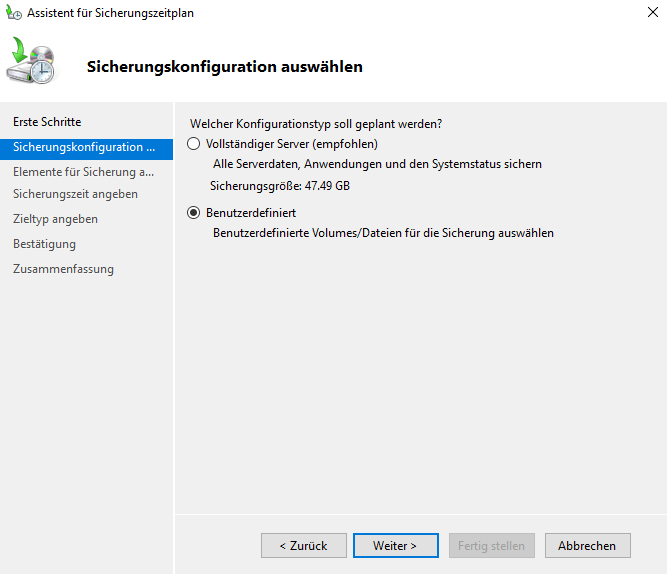 Assistent für Sicherungszeitplan
Sicherungskonfiguration auswählen
Erste Schritte
Sicherungskonfiguration ...
Elemente für Sicherung a...
Sicherungszeit angeben
Zieltyp angeben
Bestätigung
Zusammenfassung
Welcher Konfigurationstyp soll geplant werden?
Vollständiger Server (empfohlen)
Alle Serverdaten, Anwendungen und den Systemstatus sichern
Sicherungsgröße: 47.49 GB
Benutzerdefiniert
Benutzerdefinierte Volumes/Dateien für die Sicherung auswählen
< Zurück
Weiter >
Fertig stellen
Abbrechen